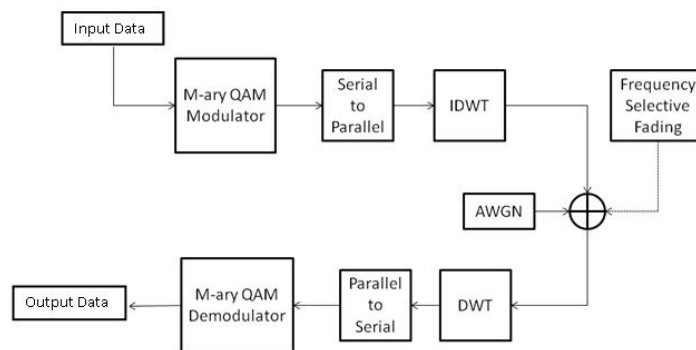 Input Data
M-ary QAM
Modulator
Serial
to
Parallel
IDWT
Frequency
Selective
Fading
AWGN
Output Data
M-ary QAM
Demodulator
Parallel
to
Serial
DWT